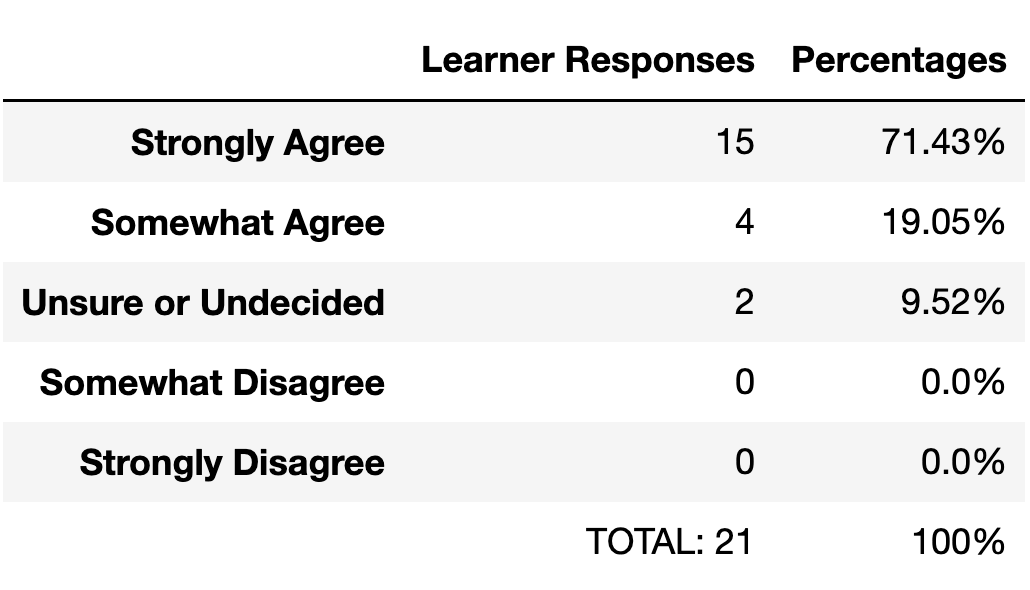 Learner Responses Percentages
Strongly Agree 15 71.43%
Somewhat Agree 4 19.05%
Unsure or Undecided 2 9.52%
Somewhat Disagree 0 0.0%
Strongly Disagree 0 0.0%
TOTAL: 21 100%